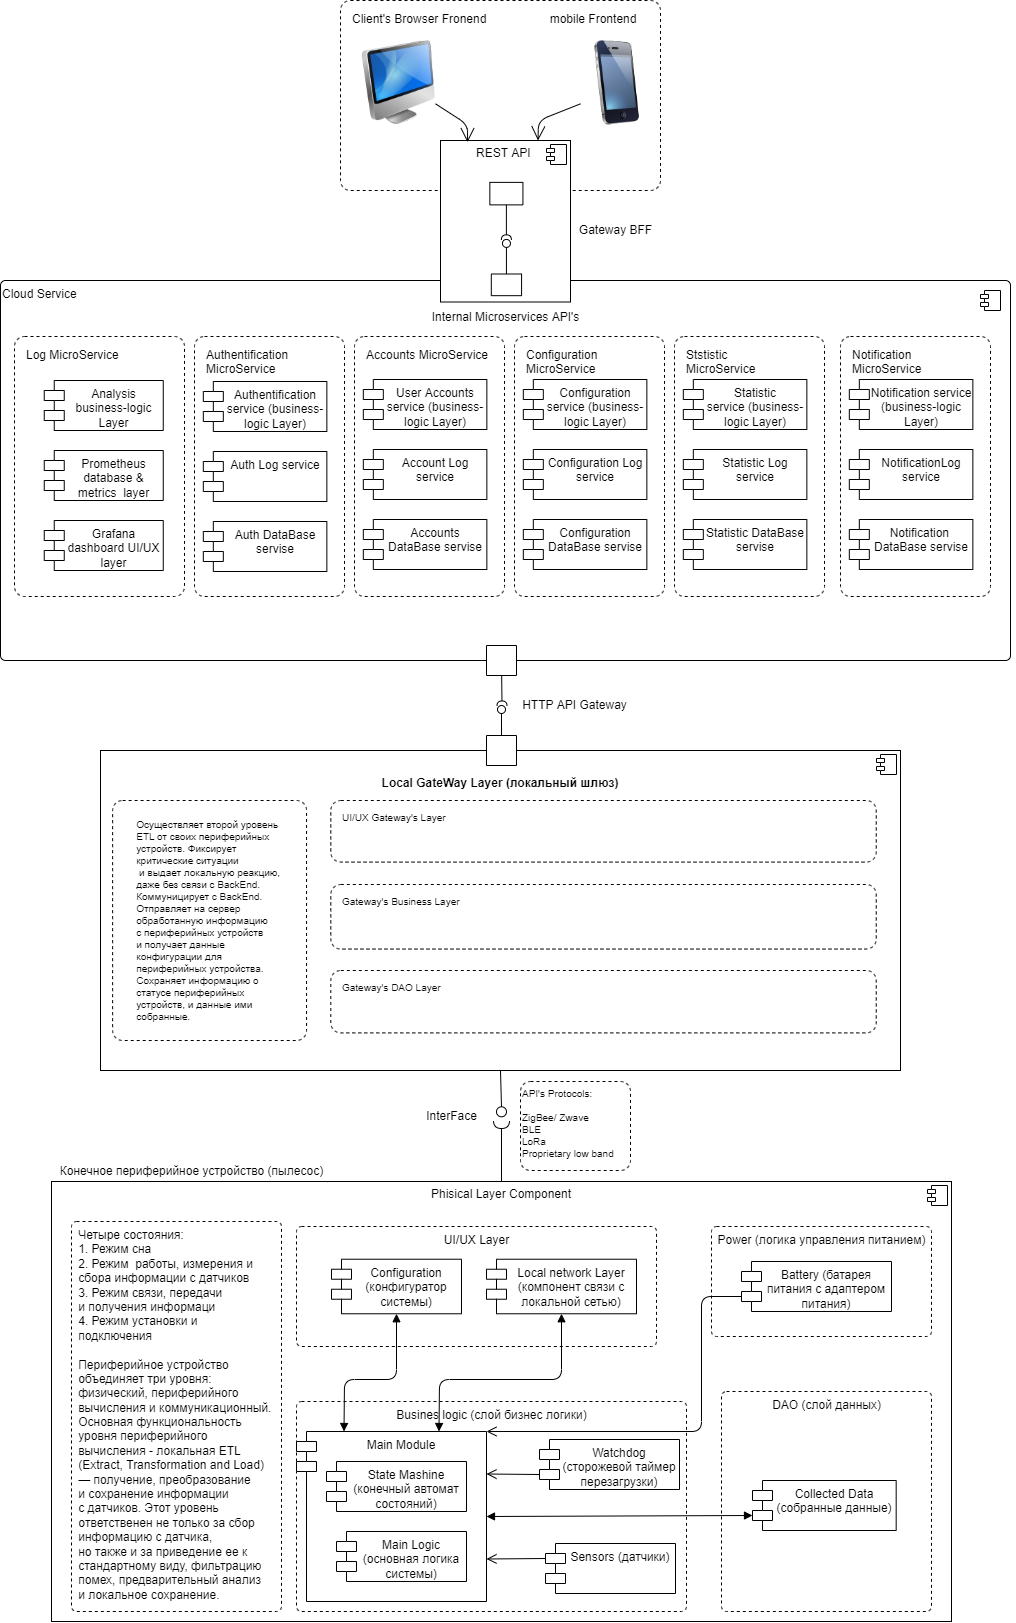 Client's Browser Fronend
mobile Frontend
REST API
Gateway BFF
Cloud Service
Internal Microservices API's
Log MicroService
Analysis
business-logic
Layer
Prometheus
database &
metrics layer
Grafana
dashboard UI/UX
layer
Authentification
MicroService
Authentification
service (business-
logic Layer)
Auth Log service
Auth DataBase
servise
Accounts MicroService
User Accounts
service (business-
logic Layer)
Account Log
service
Accounts
DataBase servise
Configuration
MicroService
Configuration
service (business-
logic Layer)
Configuration Log
service
Configuration
DataBase servise
Ststistic
MicroService
Statistic
service (business-
logic Layer)
Statistic Log
service
Statistic DataBase
servise
Notification
MicroService
Notification service
(business-logic
Layer)
NotificationLog
service
Notification
DataBase servise
HTTP API Gateway
Local GateWay Layer (локальный шлюз)
Осуществляет второй уровень
ETL от своих периферийных
устройств. Фиксирует
критические ситуации
и выдает локальную реакцию,
даже без связи с BackEnd.
Коммуницирует с BackEnd.
Отправляет на сервер
обработанную информацию
с периферийных устройств
и получает данные
конфигурации для
периферийных устройства.
Сохраняет информацию о
статусе периферийных
устройств, и данные ими
собранные.
UI/UX Gateway's Layer
Gateway's Business Layer
Gateway's DAO Layer
InterFace
API's Protocols:
ZigBee/ Zwave
BLE
LoRa
Proprietary low band
Конечное периферийное устройство (пылесос)
Phisical Layer Component
Четыре состояния:
1. Режим сна
2. Режим работы, измерения и
сбора информации с датчиков
3. Режим связи, передачи
и получения информаци
4. Режим установки и
подключения
Периферийное устройство
объединяет три уровня:
физический, периферийного
вычисления и коммуникационный.
Основная функциональность
уровня периферийного
вычисления - локальная ETL
(Extract, Transformation and Load)
— получение, преобразование
и сохранение информации
с датчиков. Этот уровень
ответственен не только за сбор
информацию с датчика,
но также и за приведение ее к
стандартному виду, фильтрацию
помех, предварительный анализ
и локальное сохранение.
UI/UX Layer
Configuration
(конфигуратор
системы)
Local network Layer
(компонент связи с
локальной сетью)
Power (логика управления питанием)
Battery (батарея
питания с адаптером
питания)
Busines logic (слой бизнес логики)
Main Module
State Mashine
(конечный автомат
состояний)
Main Logic
(основная логика
системы)
Watchdog
(сторожевой таймер
перезагрузки)
Sensors (датчики)
DAO (слой данных)
Collected Data
(собранные данные)